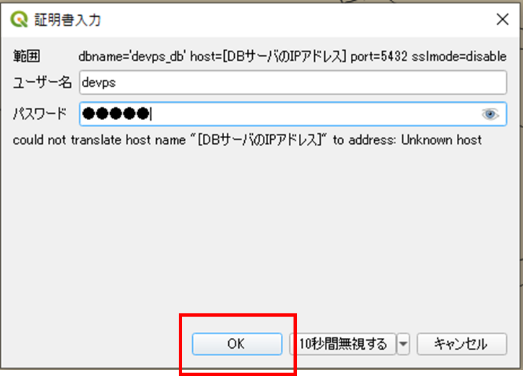 証明書入力
範囲 dbname='devps_db' host=[DBサーバのIPアドレス] port=5432 sslmode=disable
ユーザー名 devps
パスワード ●●●●●
could not translate host name "[DBサーバのIPアドレス]" to address: Unknown host
OK 10秒間無視する キャンセル